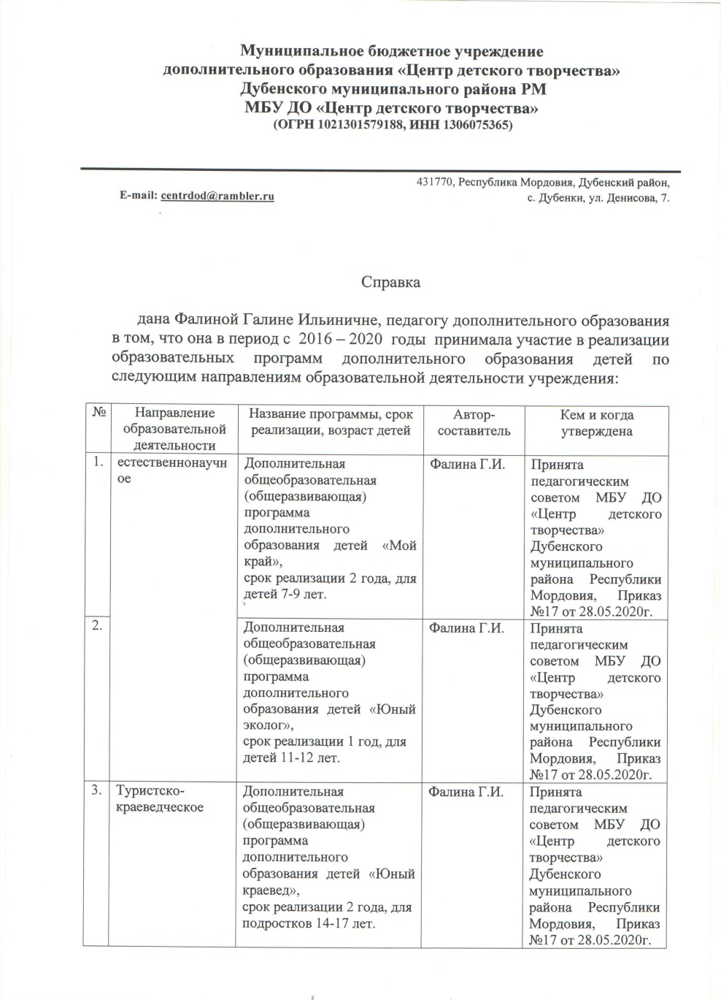 Муниципальное бюджетное учреждение
дополнительного образования «Центр детского творчества»
Дубенского муниципального района РМ
МБУ ДО «Центр детского творчества»
(ОГРН 1021301579188, ИНН 1306075365)
431770, Республика Мордовия, Дубенский район,
E-mail: centrdod@rambler.ru
с. Дубенки, ул. Денисова, 7.
Справка
дана Фалиной Галине Ильиничне, педагогу дополнительного образования
в том, что она в период с 2016 – 2020 годы принимала участие в реализации
образовательных программ дополнительного образования детей по
следующим направлениям образовательной деятельности учреждения:
№
Направление
образовательной
деятельности
Название программы, срок
реализации, возраст детей
Автор-
составитель
Кем и когда
утверждена
1.
естественнонаучн
ое
Дополнительная
общеобразовательная
(общеразвивающая)
программа
дополнительного
образования детей «Мой
край»,
срок реализации 2 года, для
детей 7-9 лет.
Фалина Г.И.
Принята
педагогическим
советом МБУ ДО
«Центр детского
творчества»
Дубенского
муниципального
района Республики
Мордовия, Приказ
№17 от 28.05.2020г.
2.
Дополнительная
общеобразовательная
(общеразвивающая)
программа
дополнительного
образования детей «Юный
эколог»,
срок реализации 1 год, для
детей 11-12 лет.
Фалина Г.И.
Принята
педагогическим
советом МБУ ДО
«Центр детского
творчества»
Дубенского
муниципального
района Республики
Мордовия, Приказ
№17 от 28.05.2020г.
3.
Туристско-
краеведческое
Дополнительная
общеобразовательная
(общеразвивающая)
программа
дополнительного
образования детей «Юный
краевед»,
срок реализации 2 года, для
подростков 14-17 лет.
Фалина Г.И.
Принята
педагогическим
советом МБУ ДО
«Центр детского
творчества»
Дубенского
муниципального
района Республики
Мордовия, Приказ
№17 от 28.05.2020г.